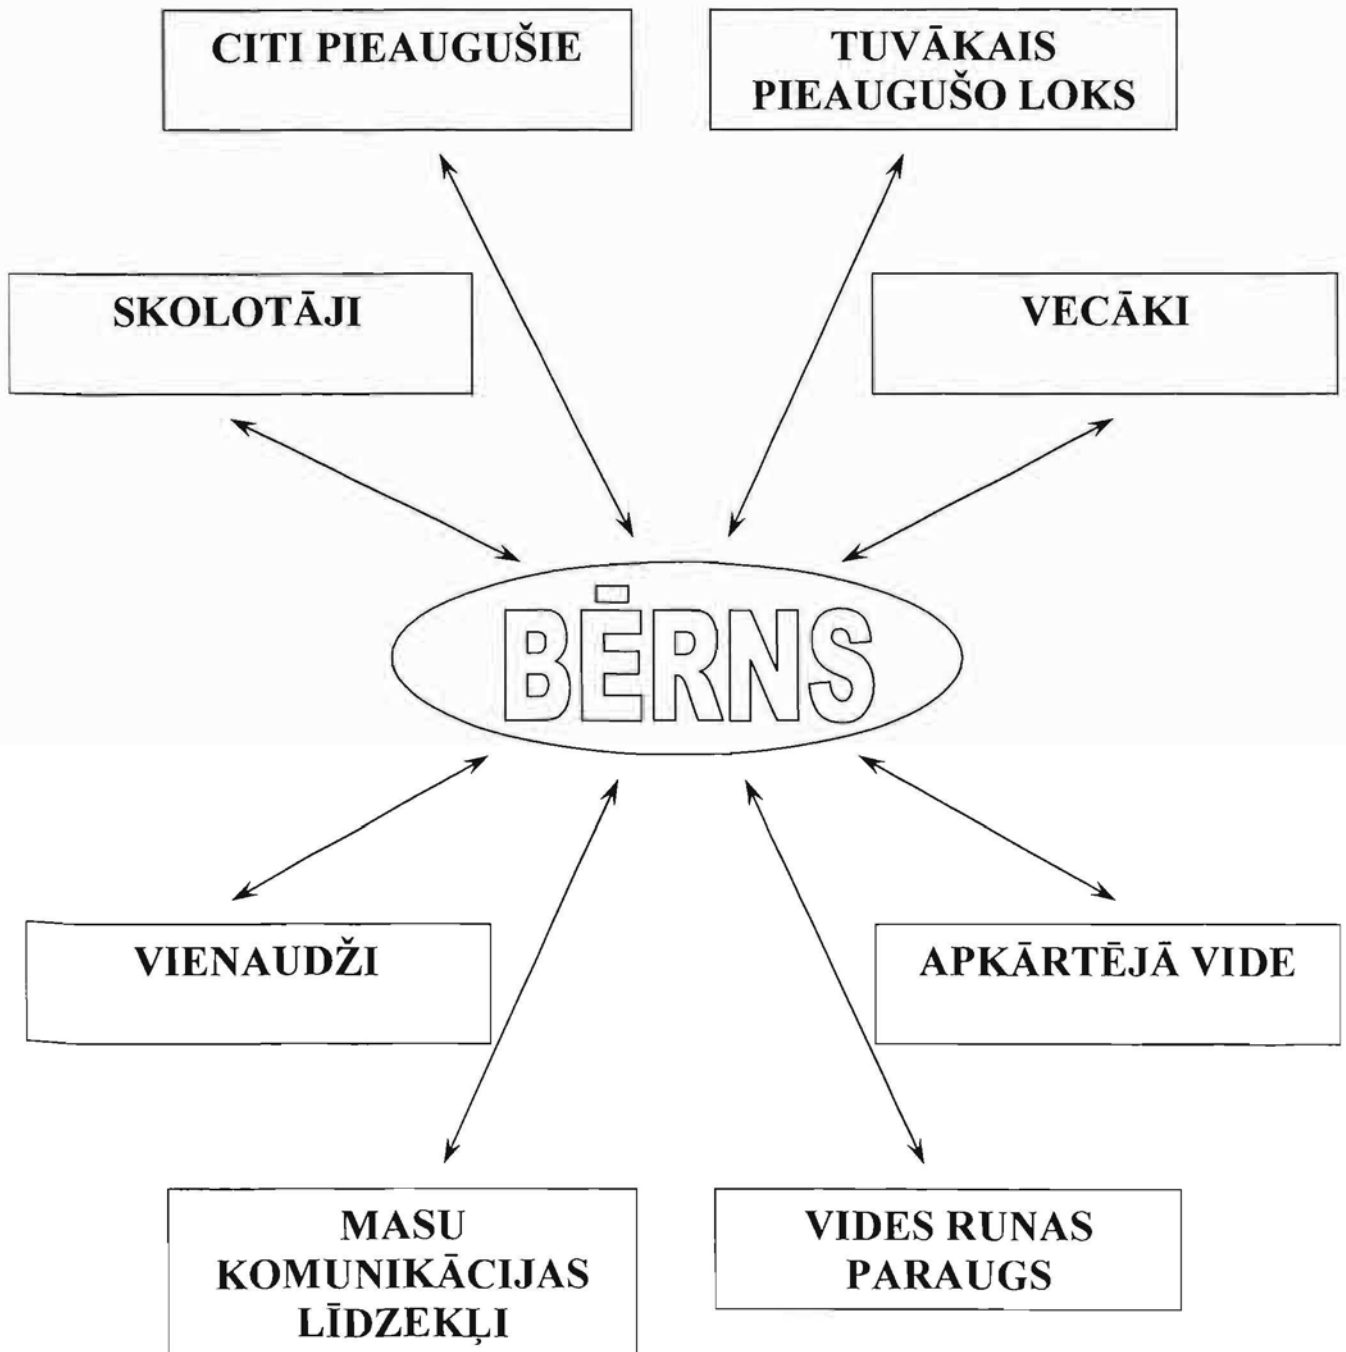 CITI PIEAUGUŠIE
TUVĀKAIS
PIEAUGUŠO LOKS
SKOLOTĀJI
VECĀKI
BĒRNS
VIENAUDŽI
APKĀRTĒJĀ VIDE
MASU
KOMUNIKĀCIJAS
LĪDZEKĻI
VIDES RUNAS
PARAUGS